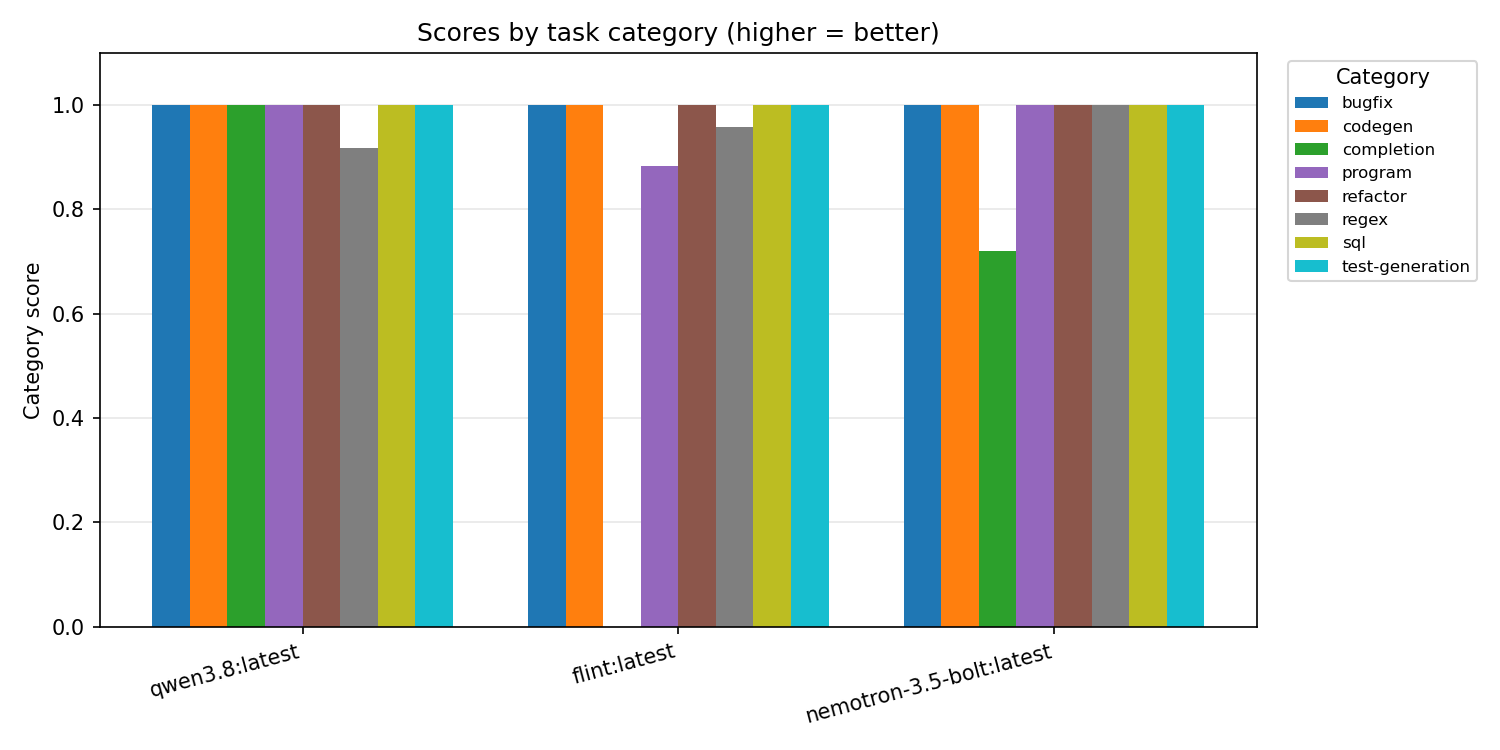 Scores by task category (higher = better)
Category score
1.0
0.8
0.6
0.4
0.2
0.0
qwen3.8:latest
flint:latest
nemotron-3.5-bolt:latest
Category
bugfix
codegen
completion
program
refactor
regex
sql
test-generation